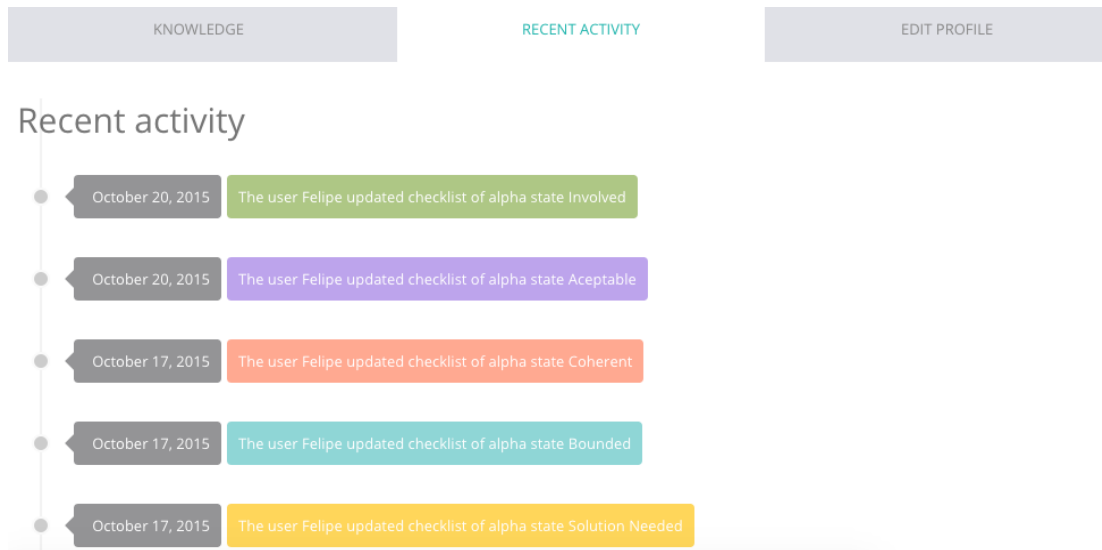 KNOWLEDGE RECENT ACTIVITY EDIT PROFILE
Recent activity
October 20, 2015 The user Felipe updated checklist of alpha state Involved
October 20, 2015 The user Felipe updated checklist of alpha state Aceptable
October 17, 2015 The user Felipe updated checklist of alpha state Coherent
October 17, 2015 The user Felipe updated checklist of alpha state Bounded
October 17, 2015 The user Felipe updated checklist of alpha state Solution Needed